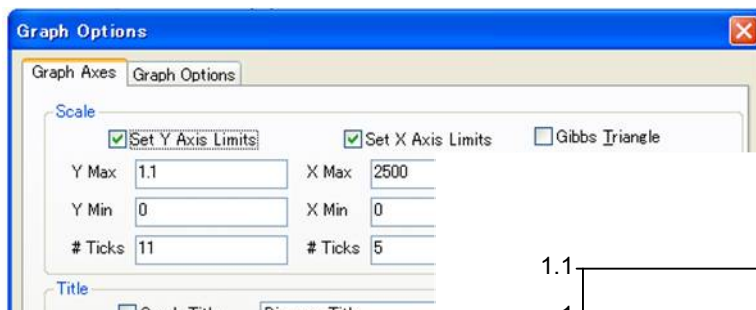 Graph Options
Graph Axes Graph Options
Scale
Set Y Axis Limits Set X Axis Limits Gibbs Triangle
Y Max 1.1 X Max 2500
Y Min 0 X Min 0
# Ticks 11 # Ticks 5
1.1
Title
1